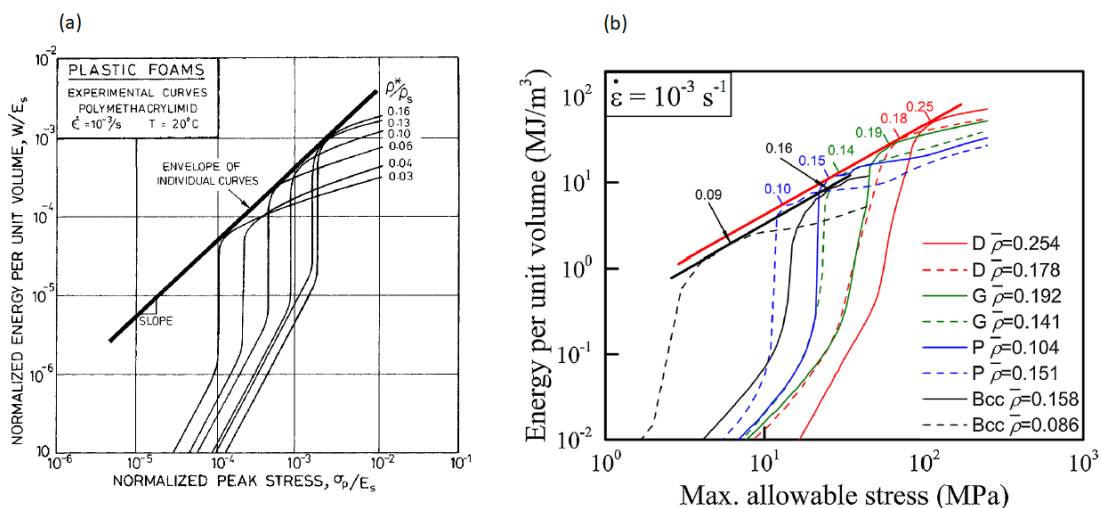 (a)
10⁻²
10⁻³
10⁻⁴
10⁻⁵
10⁻⁶
10
NORMALIZED ENERGY PER UNIT VOLUME, W/Eₛ
PLASTIC FOAMS
EXPERIMENTAL CURVES
POLYMETHACRYLIMID
ε̇ =10⁻³/s T = 20°C
ρ*/ρₛ
0.16
0.13
0.10
0.06
0.04
0.03
ENVELOPE OF
INDIVIDUAL CURVES
SLOPE
10⁻⁶ 10⁻⁵ 10⁻⁴ 10⁻³ 10⁻² 10⁻¹
NORMALIZED PEAK STRESS, σₚ/Eₛ
(b)
Energy per unit volume (MJ/m³)
10²
10¹
10⁰
10⁻¹
10⁻²
ε̇ = 10⁻³ s⁻¹
0.25
0.18
0.19
0.14
0.16
0.15
0.10
0.09
D ρ̅=0.254
D ρ̅=0.178
G ρ̅=0.192
G ρ̅=0.141
P ρ̅=0.104
P ρ̅=0.151
Bcc ρ̅=0.158
Bcc ρ̅=0.086
10⁰ 10¹ 10² 10³
Max. allowable stress (MPa)